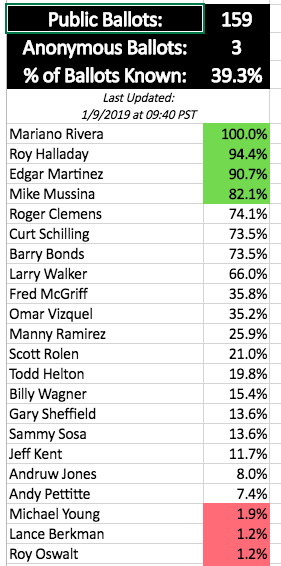 Public Ballots: 159
Anonymous Ballots: 3
% of Ballots Known: 39.3%
Last Updated:
1/9/2019 at 09:40 PST
Mariano Rivera 100.0%
Roy Halladay 94.4%
Edgar Martinez 90.7%
Mike Mussina 82.1%
Roger Clemens 74.1%
Curt Schilling 73.5%
Barry Bonds 73.5%
Larry Walker 66.0%
Fred McGriff 35.8%
Omar Vizquel 35.2%
Manny Ramirez 25.9%
Scott Rolen 21.0%
Todd Helton 19.8%
Billy Wagner 15.4%
Gary Sheffield 13.6%
Sammy Sosa 13.6%
Jeff Kent 11.7%
Andruw Jones 8.0%
Andy Pettitte 7.4%
Michael Young 1.9%
Lance Berkman 1.2%
Roy Oswalt 1.2%